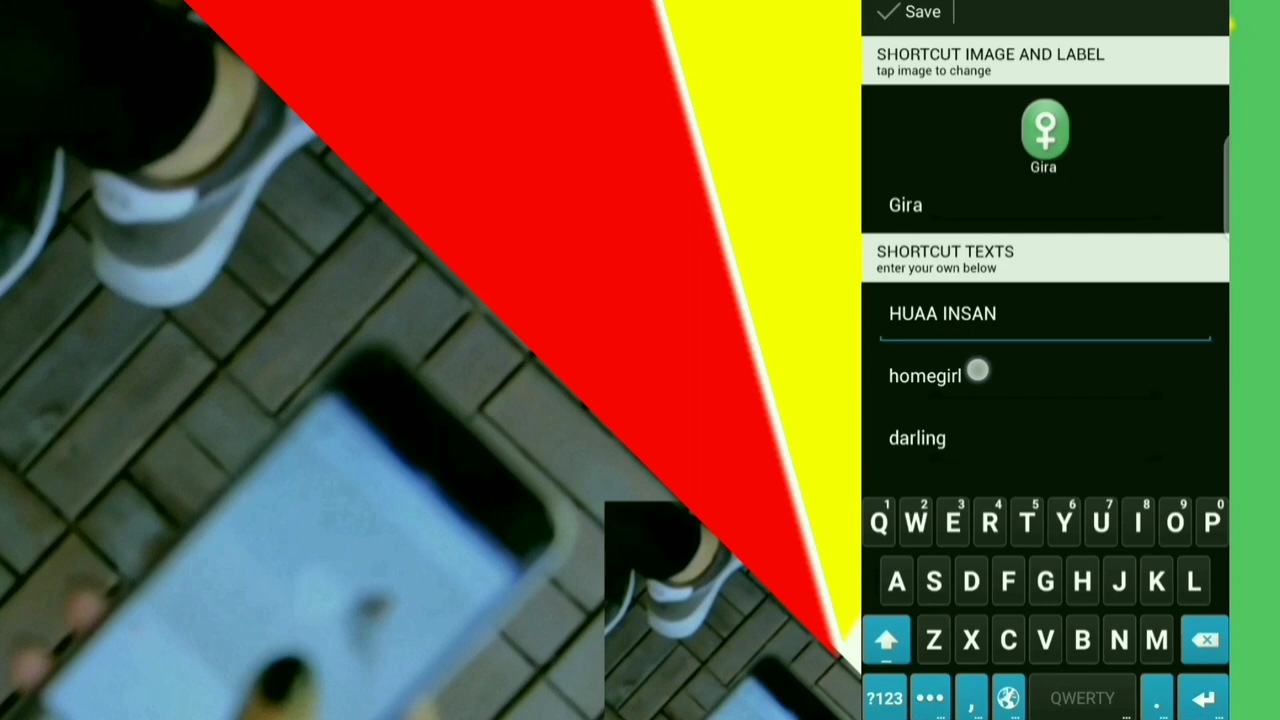 Save
SHORTCUT IMAGE AND LABEL
tap image to change
Gira
Gira
SHORTCUT TEXTS
enter your own below
HUAA INSAN
homegirl
darling
1 2 3 4 5 6 7 8 9 0
Q W E R T Y U I O P
A S D F G H J K L
Z X C V B N M
?123 ••• , QWERTY .